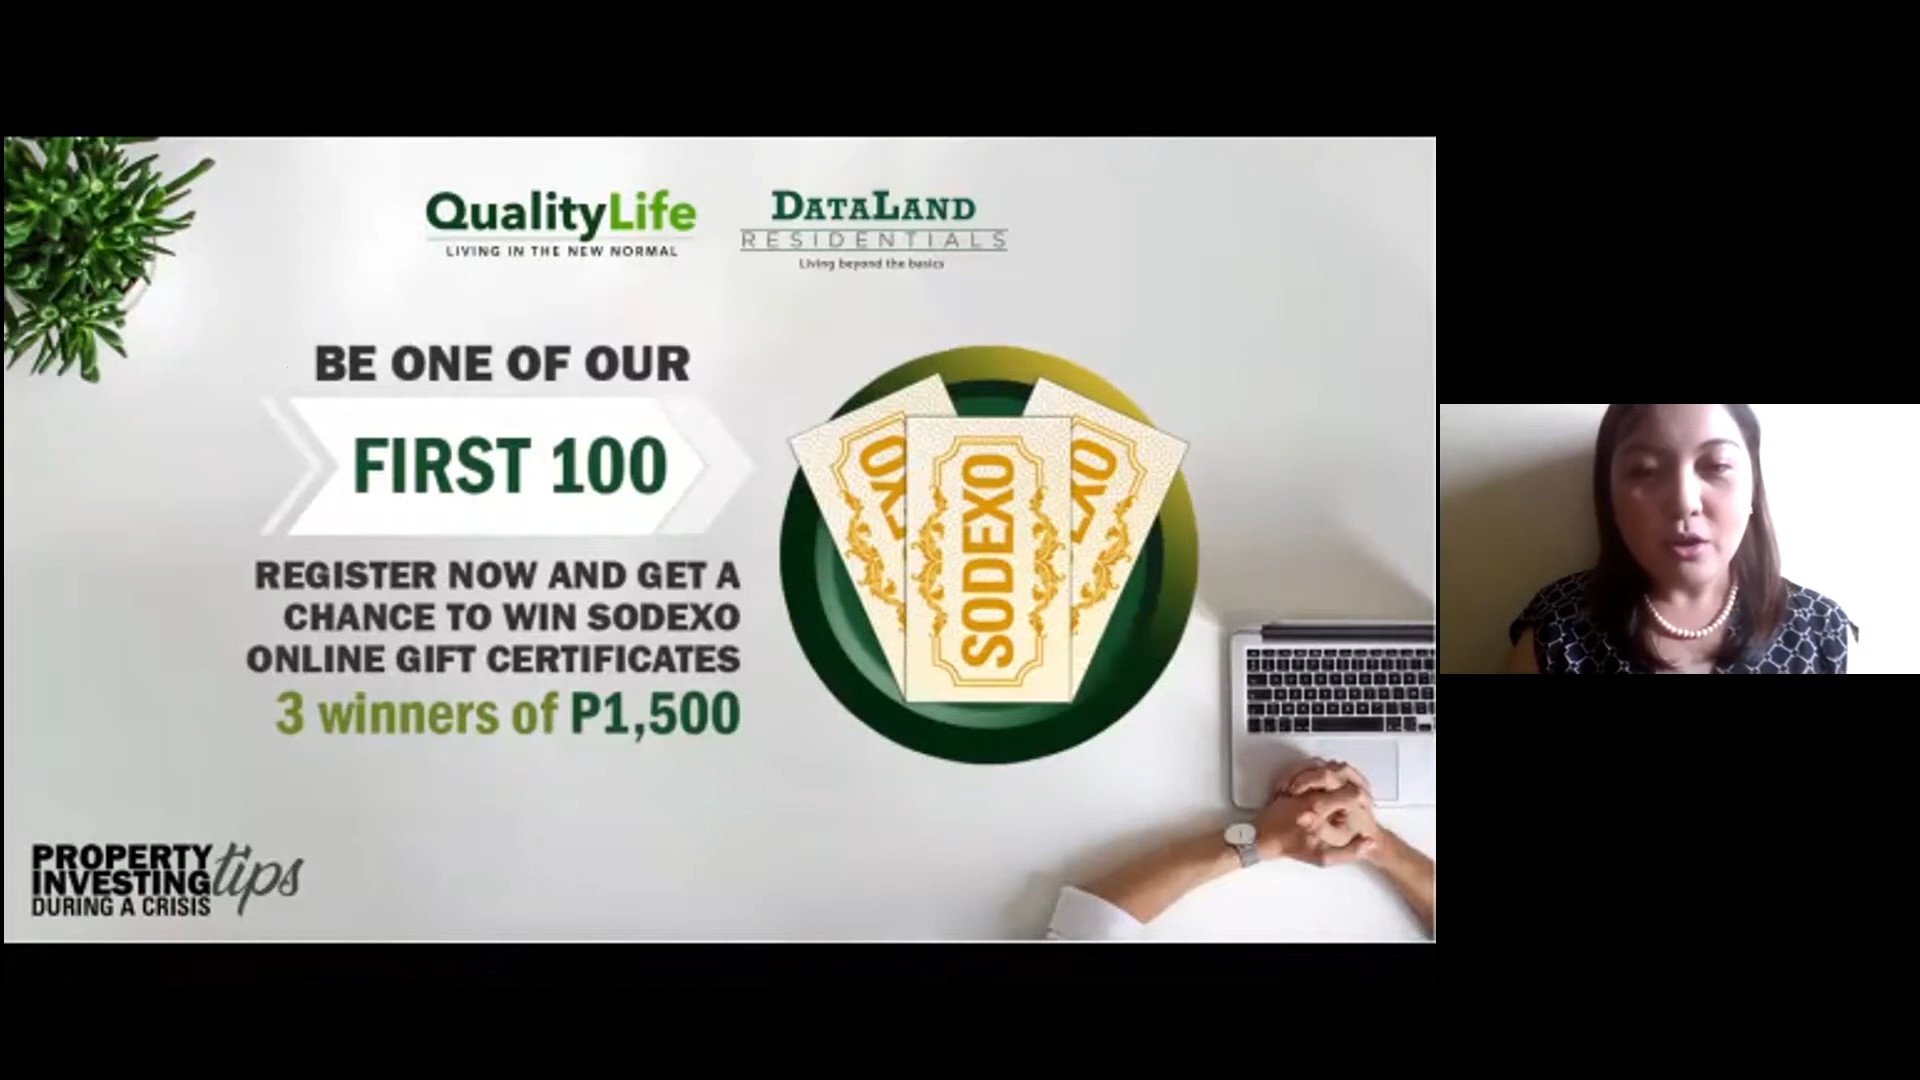 QualityLife
LIVING IN THE NEW NORMAL
DATALAND
RESIDENTIALS
Living beyond the basics
BE ONE OF OUR
FIRST 100
REGISTER NOW AND GET A
CHANCE TO WIN SODEXO
ONLINE GIFT CERTIFICATES
3 winners of P1,500
EXO
SODEXO
EXO
PROPERTY
INVESTING tips
DURING A CRISIS